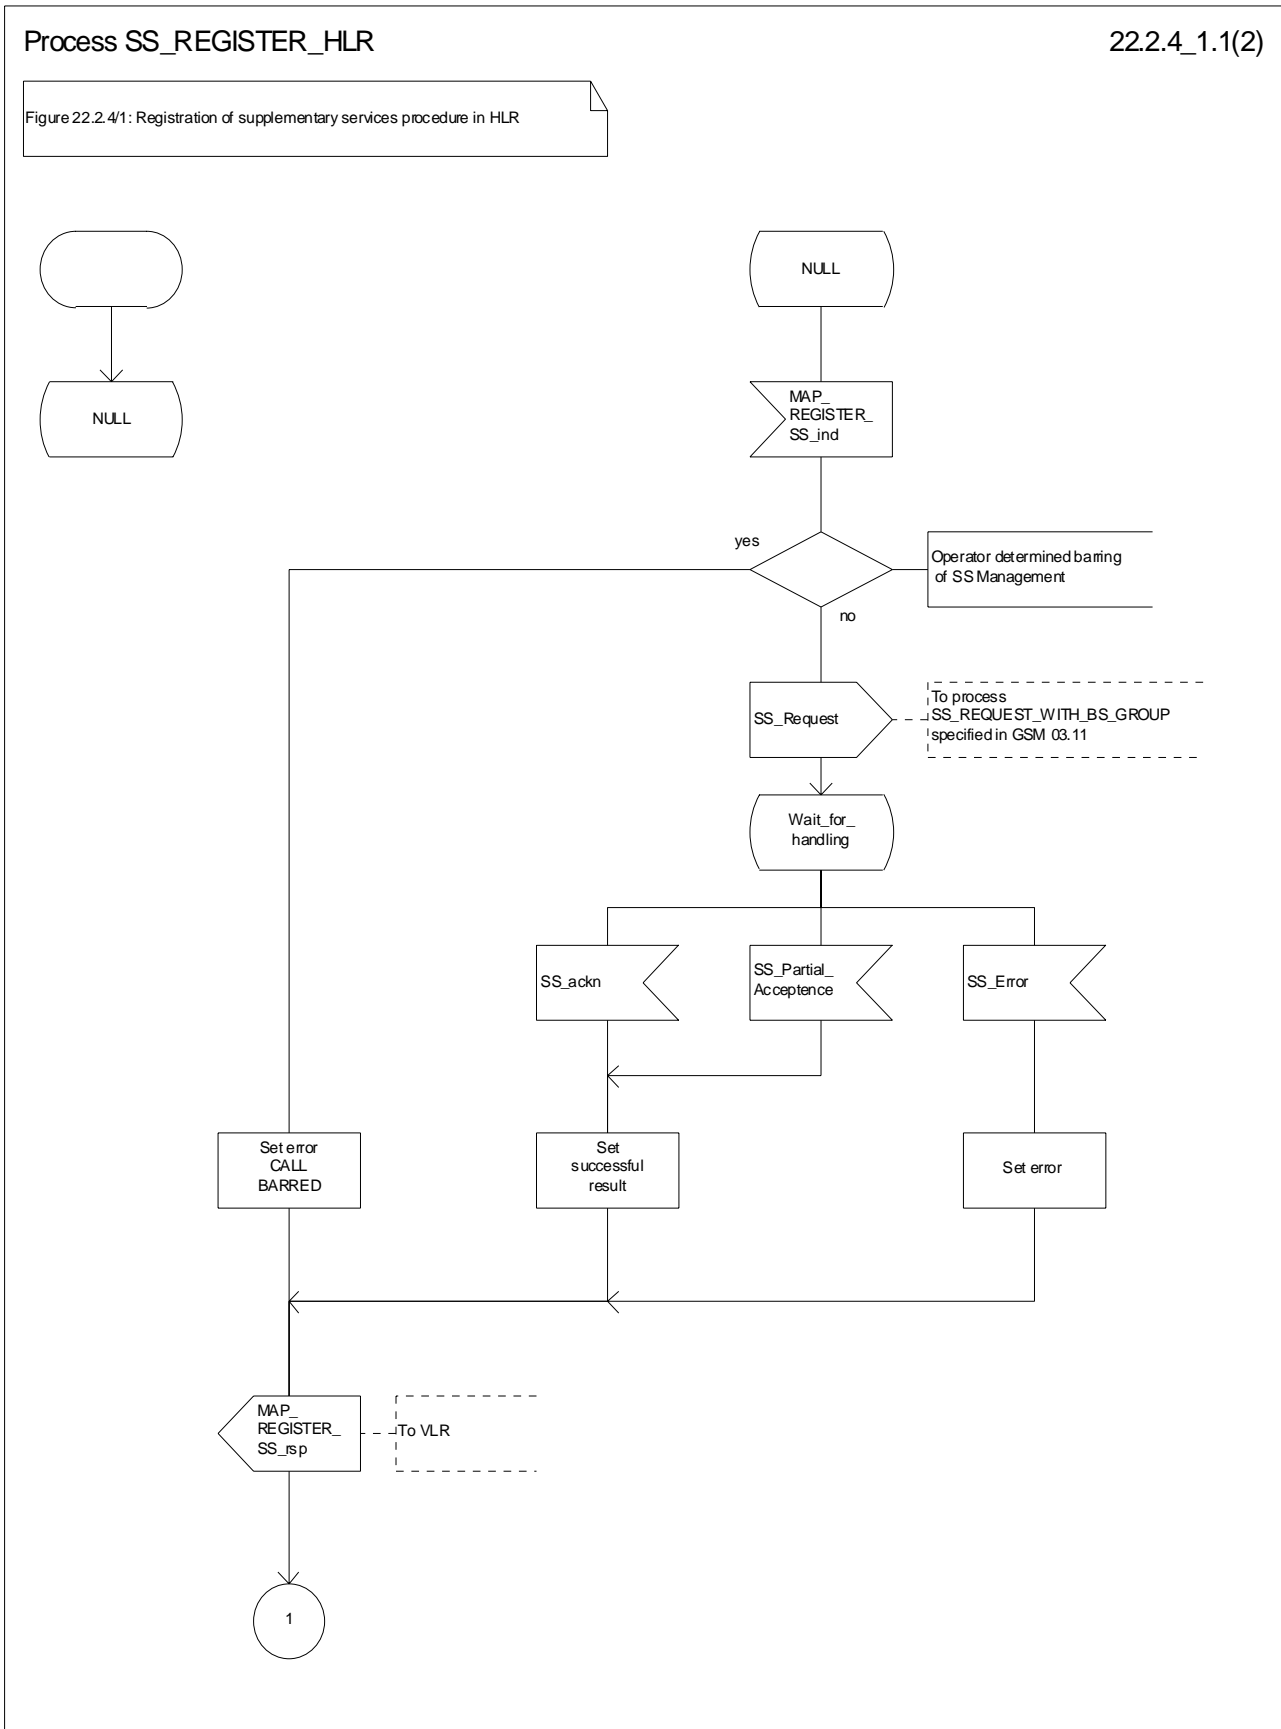 Process SS_REGISTER_HLR
22.2.4_1.1(2)
Figure 22.2.4/1: Registration of supplementary services procedure in HLR
NULL
NULL
MAP_
REGISTER_
SS_ind
yes
Operator determined barring
of SS Management
no
SS_Request
To process
SS_REQUEST_WITH_BS_GROUP
specified in GSM 03.11
Wait_for_
handling
SS_ackn
SS_Partial_
Acceptence
SS_Error
Set error
CALL
BARRED
Set
successful
result
Set error
MAP_
REGISTER_
SS_rsp
To VLR
1